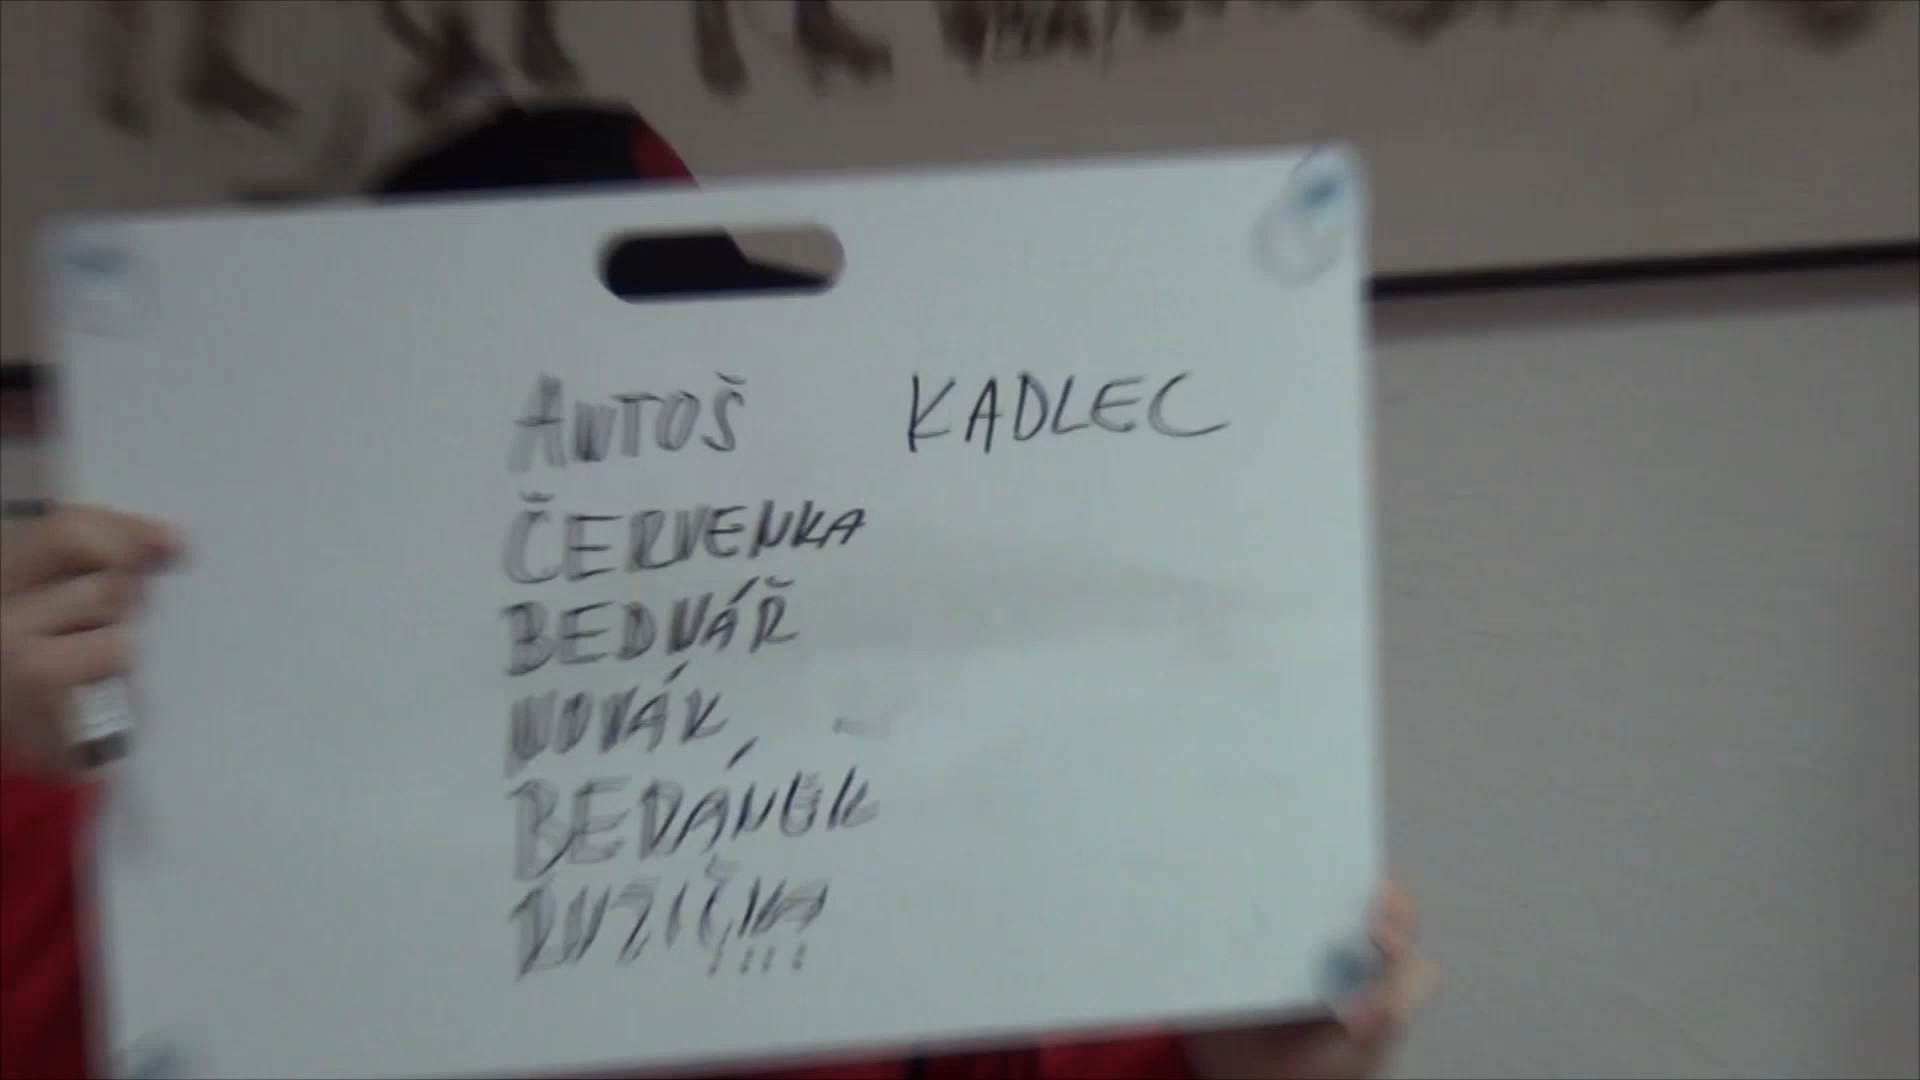 ANTOŠ KADLEC
ČERVENKA
BEDNÁŘ
NOVÁK
BEDÁNEK